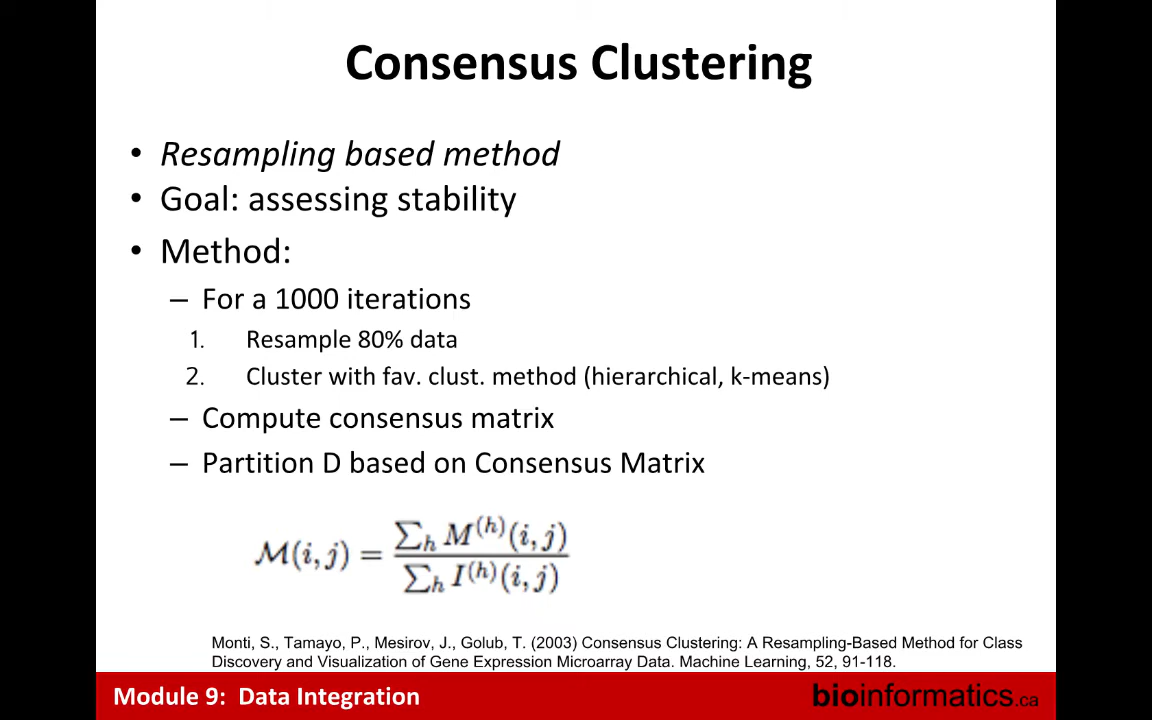 Consensus Clustering
• Resampling based method
• Goal: assessing stability
• Method:
– For a 1000 iterations
1. Resample 80% data
2. Cluster with fav. clust. method (hierarchical, k-means)
– Compute consensus matrix
– Partition D based on Consensus Matrix
ℳ(i,j) = ∑ₕ M⁽ʰ⁾(i,j) / ∑ₕ I⁽ʰ⁾(i,j)
Monti, S., Tamayo, P., Mesirov, J., Golub, T. (2003) Consensus Clustering: A Resampling-Based Method for Class
Discovery and Visualization of Gene Expression Microarray Data. Machine Learning, 52, 91-118.
Module 9: Data Integration
bioinformatics.ca